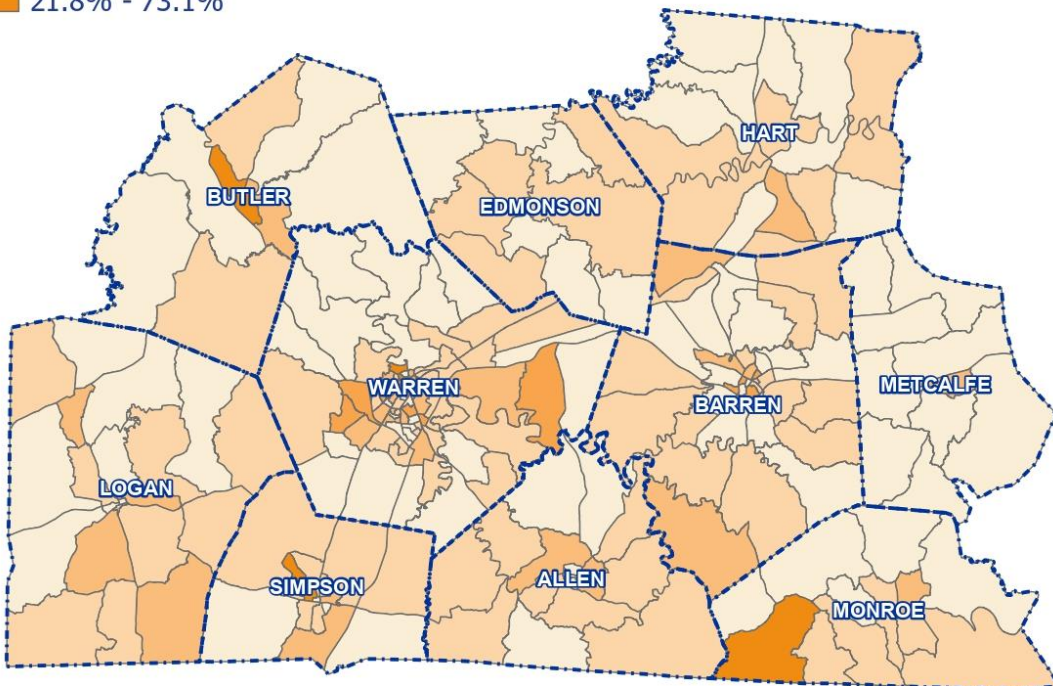 21.8% - 73.1%
HART
BUTLER
EDMONSON
WARREN
METCALFE
BARREN
LOGAN
ALLEN
SIMPSON
MONROE